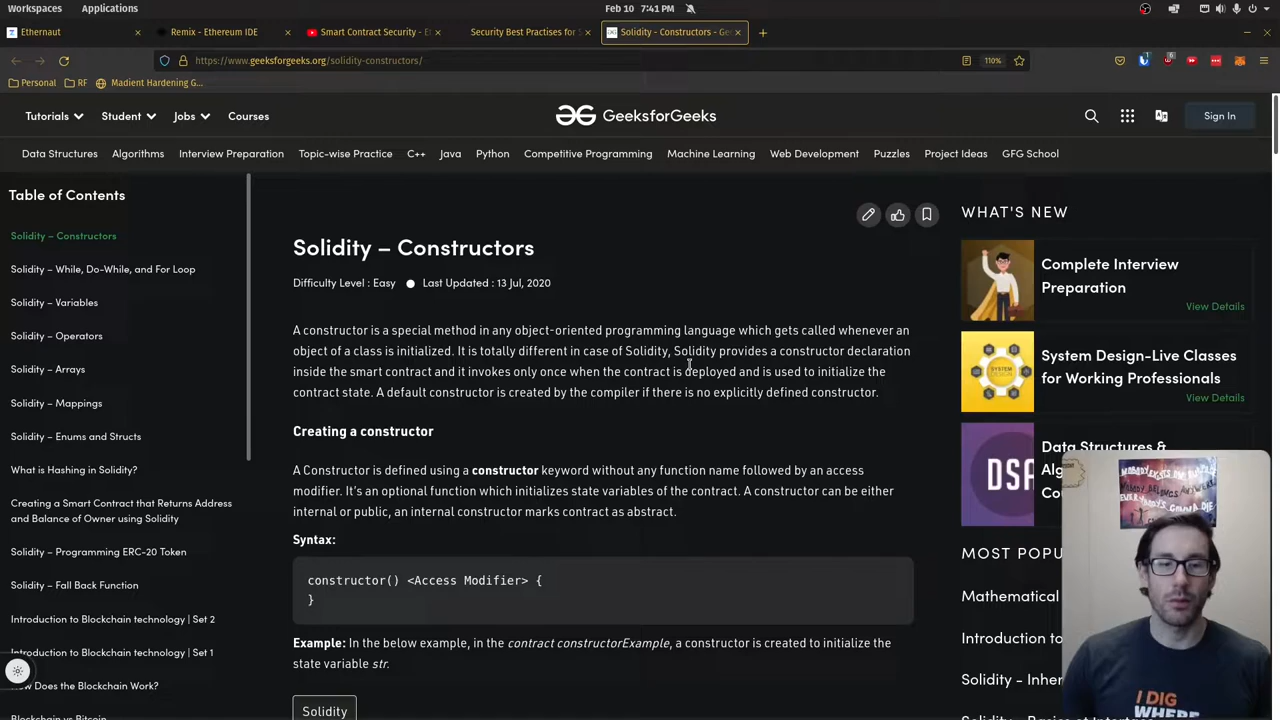 Workspaces
Applications
Feb 10 7:41 PM
Ethernaut
Remix - Ethereum IDE
Smart Contract Security - Et
Security Best Practises for S
Solidity - Constructors - Gee
https://www.geeksforgeeks.org/solidity-constructors/
110%
Personal
RF
Madient Hardening G...
Tutorials
Student
Jobs
Courses
GeeksforGeeks
Sign In
Data Structures
Algorithms
Interview Preparation
Topic-wise Practice
C++
Java
Python
Competitive Programming
Machine Learning
Web Development
Puzzles
Project Ideas
GFG School
Table of Contents
Solidity – Constructors
Solidity – While, Do-While, and For Loop
Solidity – Variables
Solidity – Operators
Solidity – Arrays
Solidity – Mappings
Solidity – Enums and Structs
What is Hashing in Solidity?
Creating a Smart Contract that Returns Address
and Balance of Owner using Solidity
Solidity – Programming ERC-20 Token
Solidity – Fall Back Function
Introduction to Blockchain technology | Set 2
Introduction to Blockchain technology | Set 1
How Does the Blockchain Work?
Blockchain vs Bitcoin
Solidity – Constructors
Difficulty Level : Easy
Last Updated : 13 Jul, 2020
A constructor is a special method in any object-oriented programming language which gets called whenever an
object of a class is initialized. It is totally different in case of Solidity, Solidity provides a constructor declaration
inside the smart contract and it invokes only once when the contract is deployed and is used to initialize the
contract state. A default constructor is created by the compiler if there is no explicitly defined constructor.
Creating a constructor
A Constructor is defined using a constructor keyword without any function name followed by an access
modifier. It's an optional function which initializes state variables of the contract. A constructor can be either
internal or public, an internal constructor marks contract as abstract.
Syntax:
constructor() <Access Modifier> {
}
Example: In the below example, in the contract constructorExample, a constructor is created to initialize the
state variable str.
Solidity
WHAT'S NEW
Complete Interview
Preparation
View Details
System Design-Live Classes
for Working Professionals
View Details
Data Structures &
DSA
MOST POPU
Mathematical
Introduction to
Solidity - Inher
I DIG
WHERE